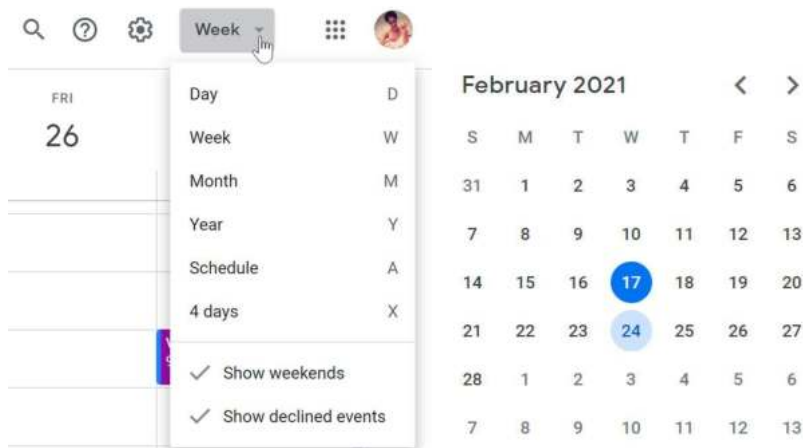 Week
FRI
26
Day D
Week W
Month M
Year Y
Schedule A
4 days X
Show weekends
Show declined events
February 2021
S M T W T F S
31 1 2 3 4 5 6
7 8 9 10 11 12 13
14 15 16 17 18 19 20
21 22 23 24 25 26 27
28 1 2 3 4 5 6
7 8 9 10 11 12 13